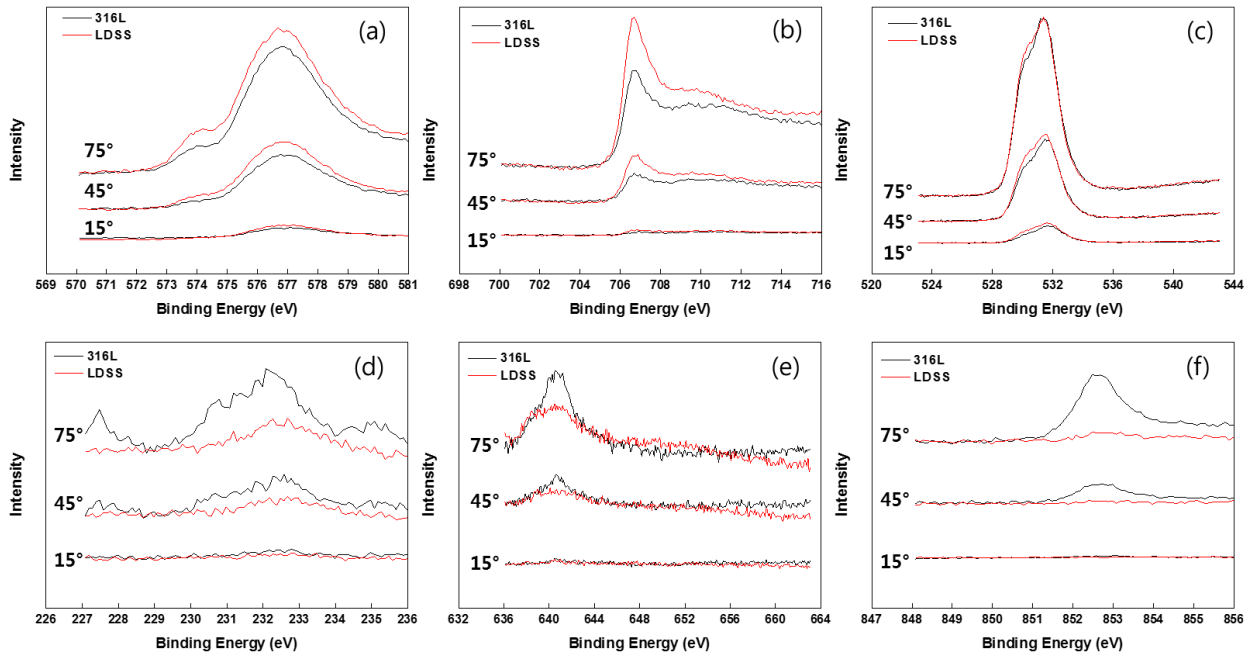 316L
LDSS
(a)
75°
45°
15°
Intensity
569 570 571 572 573 574 575 576 577 578 579 580 581
Binding Energy (eV)
316L
LDSS
(b)
75°
45°
15°
Intensity
698 700 702 704 706 708 710 712 714 716
Binding Energy (eV)
316L
LDSS
(c)
75°
45°
15°
Intensity
520 524 528 532 536 540 544
Binding Energy (eV)
316L
LDSS
(d)
75°
45°
15°
Intensity
226 227 228 229 230 231 232 233 234 235 236
Binding Energy (eV)
316L
LDSS
(e)
75°
45°
15°
Intensity
632 636 640 644 648 652 656 660 664
Binding Energy (eV)
316L
LDSS
(f)
75°
45°
15°
Intensity
847 848 849 850 851 852 853 854 855 856
Binding Energy (eV)